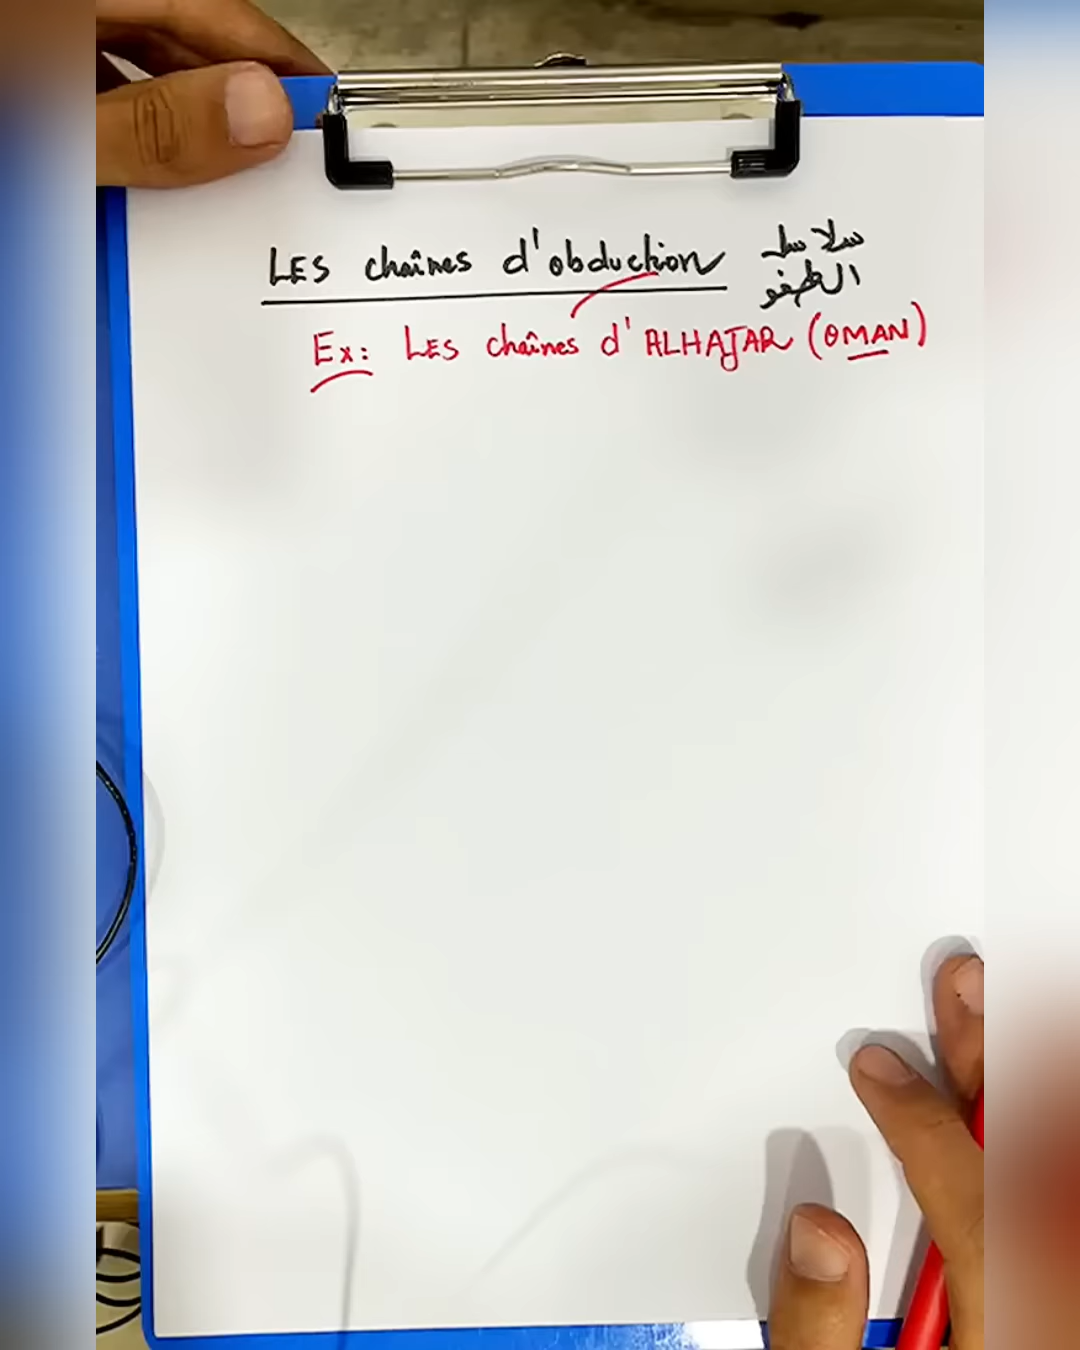 LES chaînes d'obduction سلاسل الطفو
Ex: LES chaînes d'ALHAJAR (OMAN)